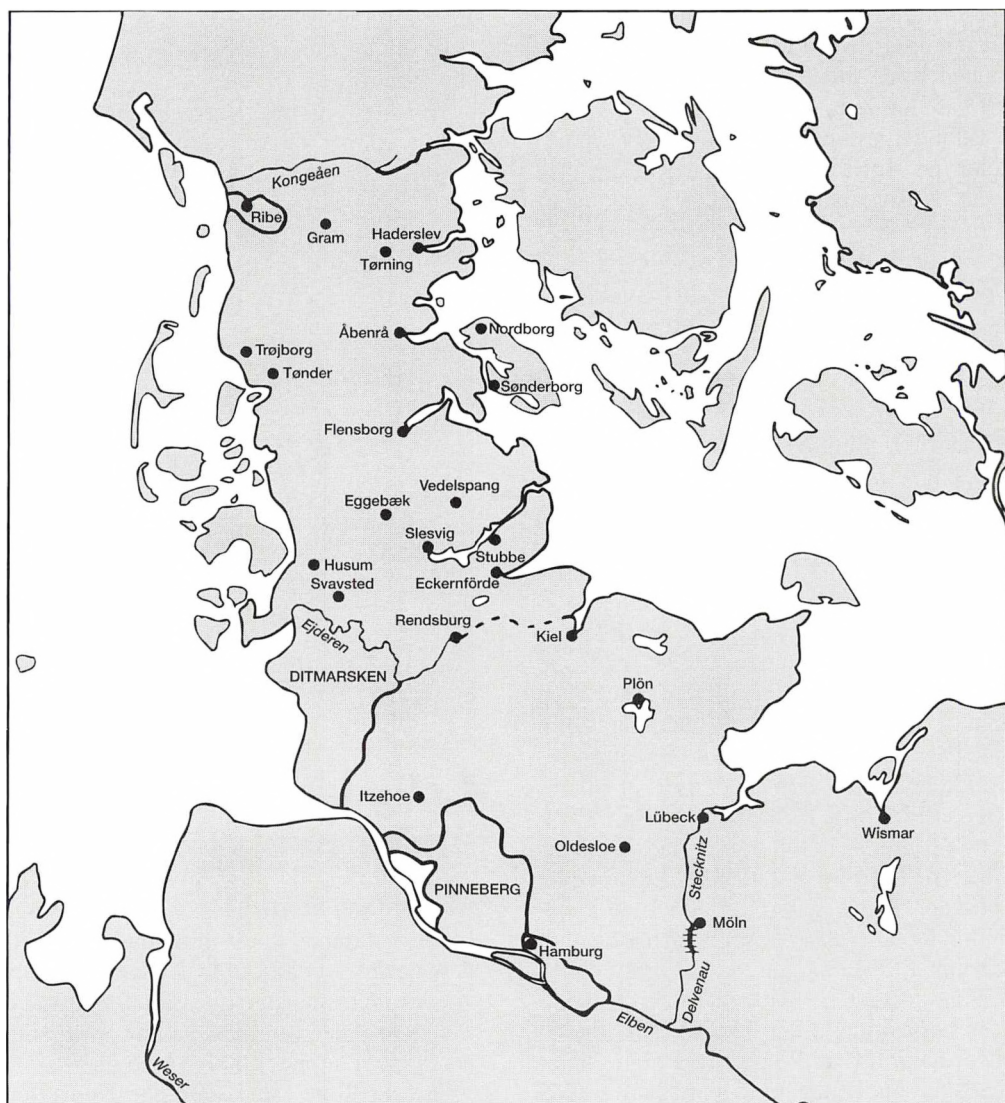 Kongeåen
Ribe
Gram
Haderslev
Tørning
Åbenrå
Nordborg
Trøjborg
Tønder
Sønderborg
Flensborg
Vedelspang
Eggebæk
Slesvig
Stubbe
Husum
Eckernförde
Svavsted
Rendsburg
Ejderen
Kiel
DITMARSKEN
Plön
Itzehoe
Lübeck
Wismar
Oldesloe
Stecknitz
PINNEBERG
Möln
Hamburg
Delvenau
Elben
Weser